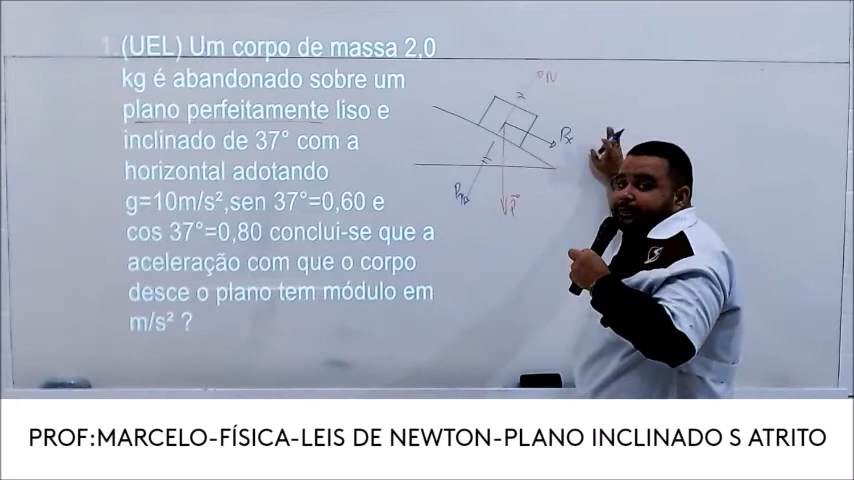 1.(UEL) Um corpo de massa 2,0
kg é abandonado sobre um
plano perfeitamente liso e
inclinado de 37° com a
horizontal adotando
g=10m/s²,sen 37°=0,60 e
cos 37°=0,80 conclui-se que a
aceleração com que o corpo
desce o plano tem módulo em
m/s² ?
N
Px
P
PROF:MARCELO-FÍSICA-LEIS DE NEWTON-PLANO INCLINADO S ATRITO